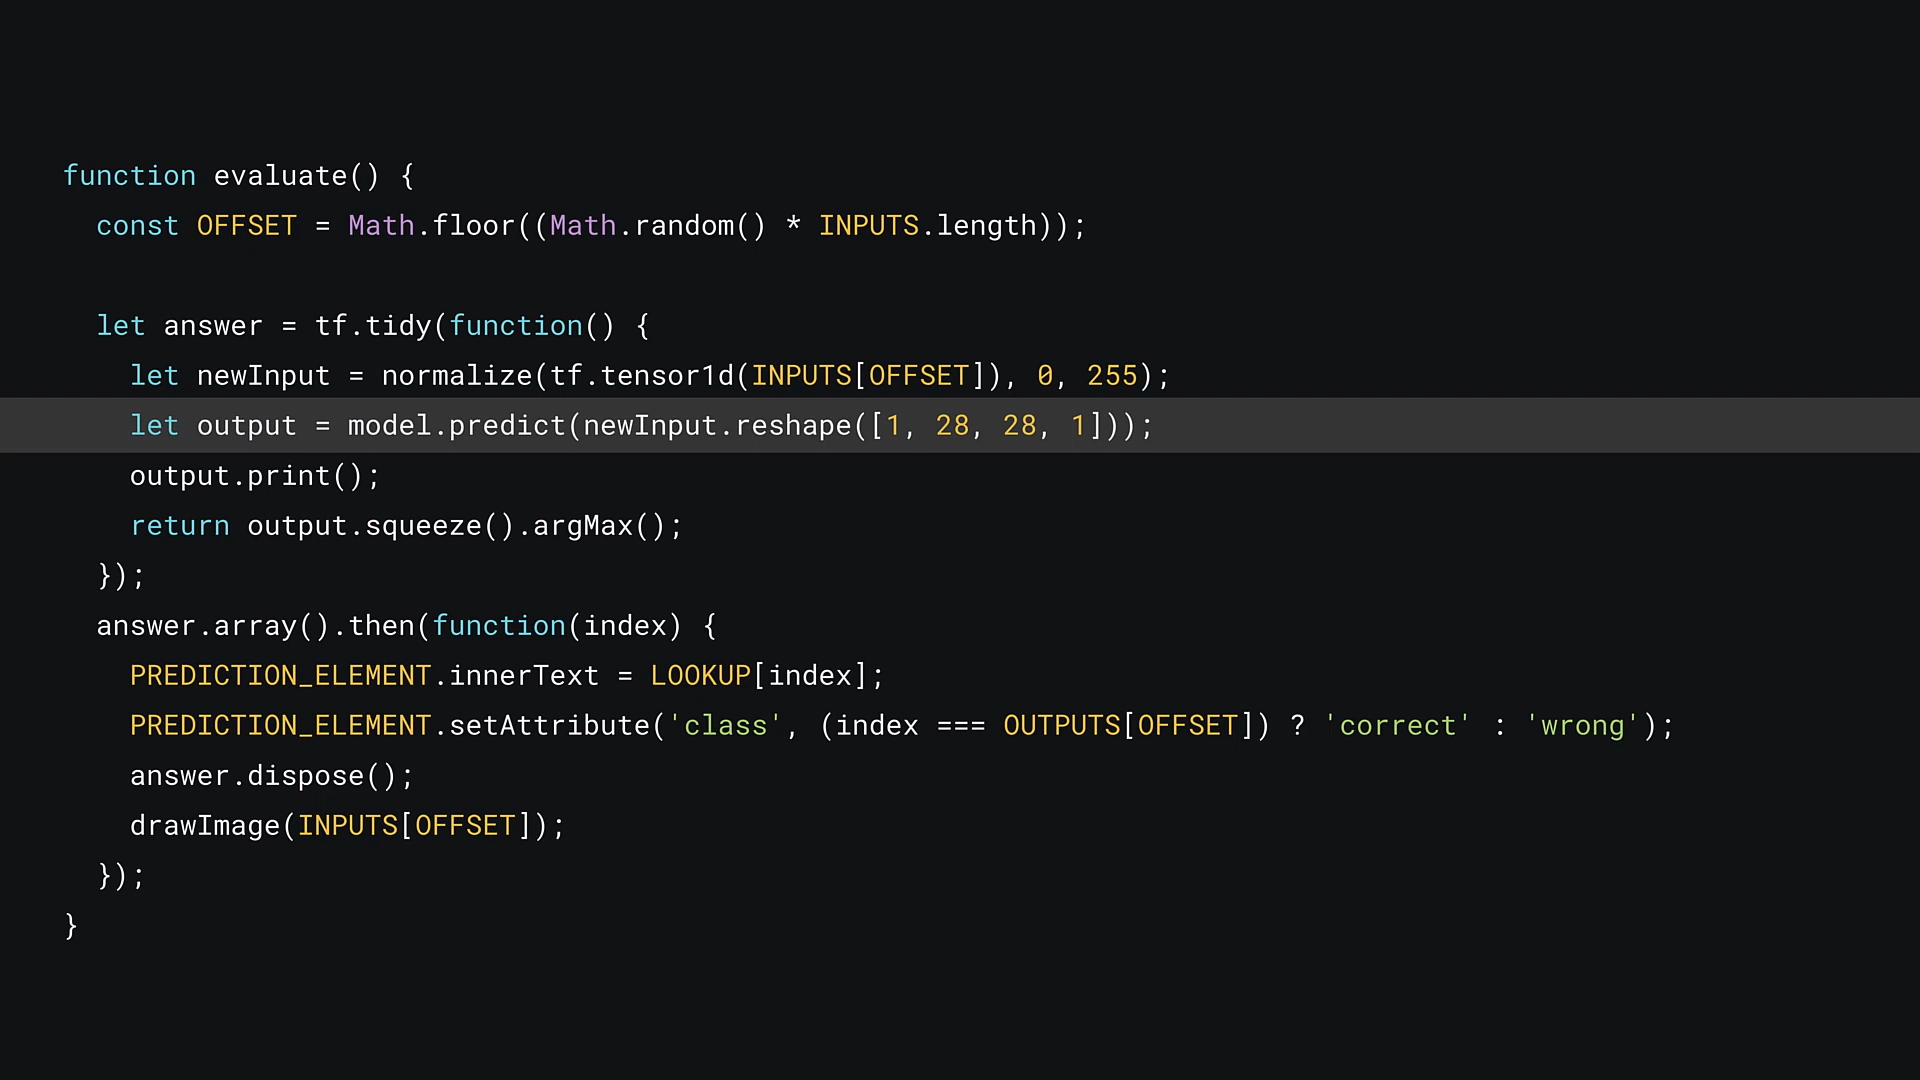 function evaluate() {
  const OFFSET = Math.floor((Math.random() * INPUTS.length));

  let answer = tf.tidy(function() {
    let newInput = normalize(tf.tensor1d(INPUTS[OFFSET]), 0, 255);
    let output = model.predict(newInput.reshape([1, 28, 28, 1]));
    output.print();
    return output.squeeze().argMax();
  });
  answer.array().then(function(index) {
    PREDICTION_ELEMENT.innerText = LOOKUP[index];
    PREDICTION_ELEMENT.setAttribute('class', (index === OUTPUTS[OFFSET]) ? 'correct' : 'wrong');
    answer.dispose();
    drawImage(INPUTS[OFFSET]);
  });
}